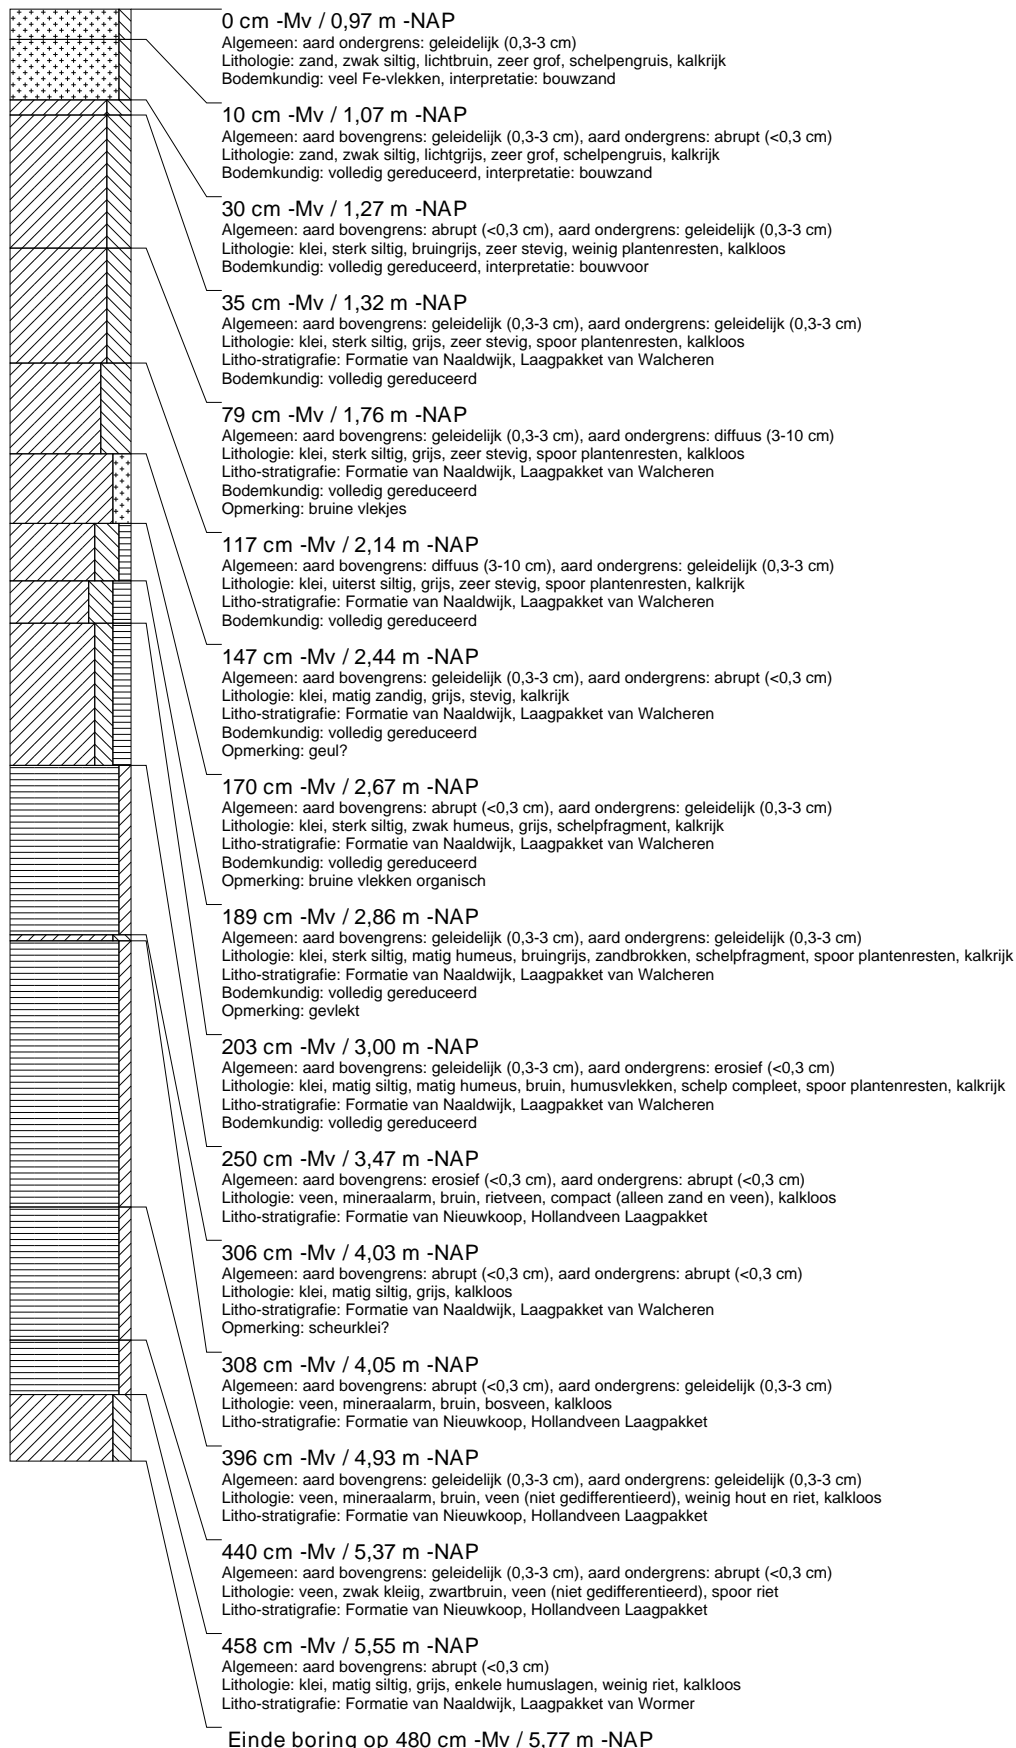 0 cm -Mv / 0,97 m -NAP
Algemeen: aard ondergrens: geleidelijk (0,3-3 cm)
Lithologie: zand, zwak siltig, lichtbruin, zeer grof, schelpengruis, kalkrijk
Bodemkundig: veel Fe-vlekken, interpretatie: bouwzand
10 cm -Mv / 1,07 m -NAP
Algemeen: aard bovengrens: geleidelijk (0,3-3 cm), aard ondergrens: abrupt (<0,3 cm)
Lithologie: zand, zwak siltig, lichtgrijs, zeer grof, schelpengruis, kalkrijk
Bodemkundig: volledig gereduceerd, interpretatie: bouwzand
30 cm -Mv / 1,27 m -NAP
Algemeen: aard bovengrens: abrupt (<0,3 cm), aard ondergrens: geleidelijk (0,3-3 cm)
Lithologie: klei, sterk siltig, bruingrijs, zeer stevig, weinig plantenresten, kalkloos
Bodemkundig: volledig gereduceerd, interpretatie: bouwvoor
35 cm -Mv / 1,32 m -NAP
Algemeen: aard bovengrens: geleidelijk (0,3-3 cm), aard ondergrens: geleidelijk (0,3-3 cm)
Lithologie: klei, sterk siltig, grijs, zeer stevig, spoor plantenresten, kalkloos
Litho-stratigrafie: Formatie van Naaldwijk, Laagpakket van Walcheren
Bodemkundig: volledig gereduceerd
79 cm -Mv / 1,76 m -NAP
Algemeen: aard bovengrens: geleidelijk (0,3-3 cm), aard ondergrens: diffuus (3-10 cm)
Lithologie: klei, sterk siltig, grijs, zeer stevig, spoor plantenresten, kalkloos
Litho-stratigrafie: Formatie van Naaldwijk, Laagpakket van Walcheren
Bodemkundig: volledig gereduceerd
Opmerking: bruine vlekjes
117 cm -Mv / 2,14 m -NAP
Algemeen: aard bovengrens: diffuus (3-10 cm), aard ondergrens: geleidelijk (0,3-3 cm)
Lithologie: klei, uiterst siltig, grijs, zeer stevig, spoor plantenresten, kalkrijk
Litho-stratigrafie: Formatie van Naaldwijk, Laagpakket van Walcheren
Bodemkundig: volledig gereduceerd
147 cm -Mv / 2,44 m -NAP
Algemeen: aard bovengrens: geleidelijk (0,3-3 cm), aard ondergrens: abrupt (<0,3 cm)
Lithologie: klei, matig zandig, grijs, stevig, kalkrijk
Litho-stratigrafie: Formatie van Naaldwijk, Laagpakket van Walcheren
Bodemkundig: volledig gereduceerd
Opmerking: geul?
170 cm -Mv / 2,67 m -NAP
Algemeen: aard bovengrens: abrupt (<0,3 cm), aard ondergrens: geleidelijk (0,3-3 cm)
Lithologie: klei, sterk siltig, zwak humeus, grijs, schelpfragment, kalkrijk
Litho-stratigrafie: Formatie van Naaldwijk, Laagpakket van Walcheren
Bodemkundig: volledig gereduceerd
Opmerking: bruine vlekken organisch
189 cm -Mv / 2,86 m -NAP
Algemeen: aard bovengrens: geleidelijk (0,3-3 cm), aard ondergrens: geleidelijk (0,3-3 cm)
Lithologie: klei, sterk siltig, matig humeus, bruingrijs, zandbrokken, schelpfragment, spoor plantenresten, kalkrijk
Litho-stratigrafie: Formatie van Naaldwijk, Laagpakket van Walcheren
Bodemkundig: volledig gereduceerd
Opmerking: gevlekt
203 cm -Mv / 3,00 m -NAP
Algemeen: aard bovengrens: geleidelijk (0,3-3 cm), aard ondergrens: erosief (<0,3 cm)
Lithologie: klei, matig siltig, matig humeus, bruin, humusvlekken, schelp compleet, spoor plantenresten, kalkrijk
Litho-stratigrafie: Formatie van Naaldwijk, Laagpakket van Walcheren
Bodemkundig: volledig gereduceerd
250 cm -Mv / 3,47 m -NAP
Algemeen: aard bovengrens: erosief (<0,3 cm), aard ondergrens: abrupt (<0,3 cm)
Lithologie: veen, mineraalarm, bruin, rietveen, compact (alleen zand en veen), kalkloos
Litho-stratigrafie: Formatie van Nieuwkoop, Hollandveen Laagpakket
306 cm -Mv / 4,03 m -NAP
Algemeen: aard bovengrens: abrupt (<0,3 cm), aard ondergrens: abrupt (<0,3 cm)
Lithologie: klei, matig siltig, grijs, kalkloos
Litho-stratigrafie: Formatie van Naaldwijk, Laagpakket van Walcheren
Opmerking: scheurklei?
308 cm -Mv / 4,05 m -NAP
Algemeen: aard bovengrens: abrupt (<0,3 cm), aard ondergrens: geleidelijk (0,3-3 cm)
Lithologie: veen, mineraalarm, bruin, bosveen, kalkloos
Litho-stratigrafie: Formatie van Nieuwkoop, Hollandveen Laagpakket
396 cm -Mv / 4,93 m -NAP
Algemeen: aard bovengrens: geleidelijk (0,3-3 cm), aard ondergrens: geleidelijk (0,3-3 cm)
Lithologie: veen, mineraalarm, bruin, veen (niet gedifferentieerd), weinig hout en riet, kalkloos
Litho-stratigrafie: Formatie van Nieuwkoop, Hollandveen Laagpakket
440 cm -Mv / 5,37 m -NAP
Algemeen: aard bovengrens: geleidelijk (0,3-3 cm), aard ondergrens: abrupt (<0,3 cm)
Lithologie: veen, zwak kleiig, zwartbruin, veen (niet gedifferentieerd), spoor riet
Litho-stratigrafie: Formatie van Nieuwkoop, Hollandveen Laagpakket
458 cm -Mv / 5,55 m -NAP
Algemeen: aard bovengrens: abrupt (<0,3 cm)
Lithologie: klei, matig siltig, grijs, enkele humuslagen, weinig riet, kalkloos
Litho-stratigrafie: Formatie van Naaldwijk, Laagpakket van Wormer
Einde boring op 480 cm -Mv / 5,77 m -NAP